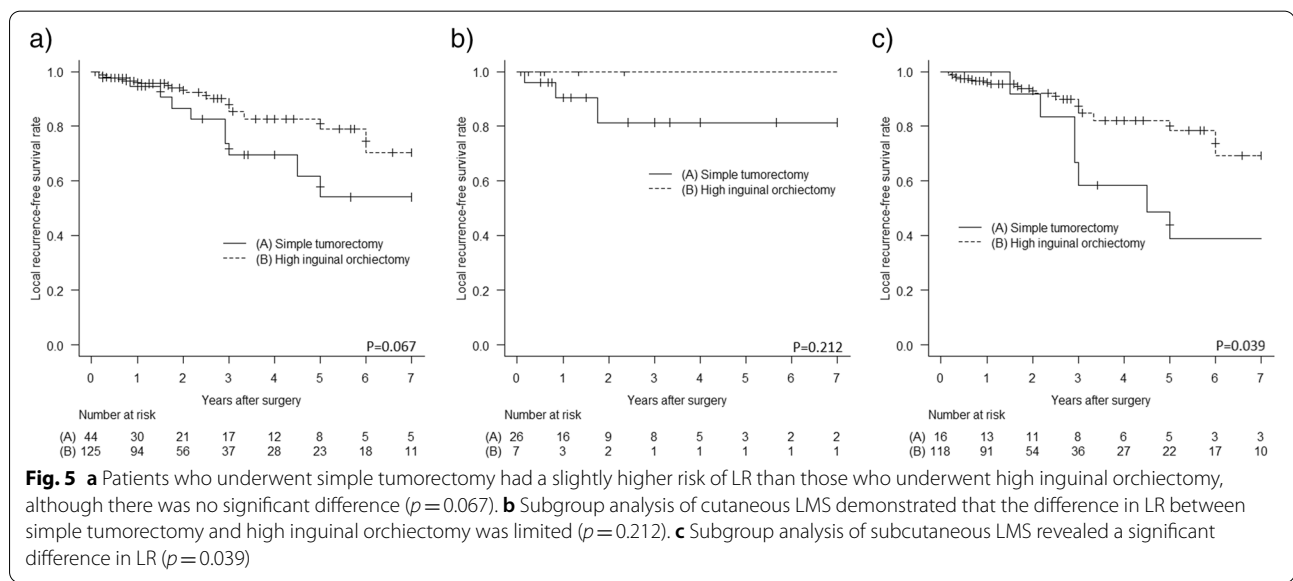 a)
b)
c)
Local recurrence-free survival rate
1.0
0.8
0.6
0.4
0.2
0.0
(A) Simple tumorectomy
(B) High inguinal orchiectomy
P=0.067
0 1 2 3 4 5 6 7
Years after surgery
Number at risk
(A) 44 30 21 17 12 8 5 5
(B) 125 94 56 37 28 23 18 11
Local recurrence-free survival rate
1.0
0.8
0.6
0.4
0.2
0.0
(A) Simple tumorectomy
(B) High inguinal orchiectomy
P=0.212
0 1 2 3 4 5 6 7
Years after surgery
Number at risk
(A) 26 16 9 8 5 3 2 2
(B) 7 3 2 1 1 1 1 1
Local recurrence-free survival rate
1.0
0.8
0.6
0.4
0.2
0.0
(A) Simple tumorectomy
(B) High inguinal orchiectomy
P=0.039
0 1 2 3 4 5 6 7
Years after surgery
Number at risk
(A) 16 13 11 8 6 5 3 3
(B) 118 91 54 36 27 22 17 10
Fig. 5 a Patients who underwent simple tumorectomy had a slightly higher risk of LR than those who underwent high inguinal orchiectomy,
although there was no significant difference (p = 0.067). b Subgroup analysis of cutaneous LMS demonstrated that the difference in LR between
simple tumorectomy and high inguinal orchiectomy was limited (p = 0.212). c Subgroup analysis of subcutaneous LMS revealed a significant
difference in LR (p = 0.039)